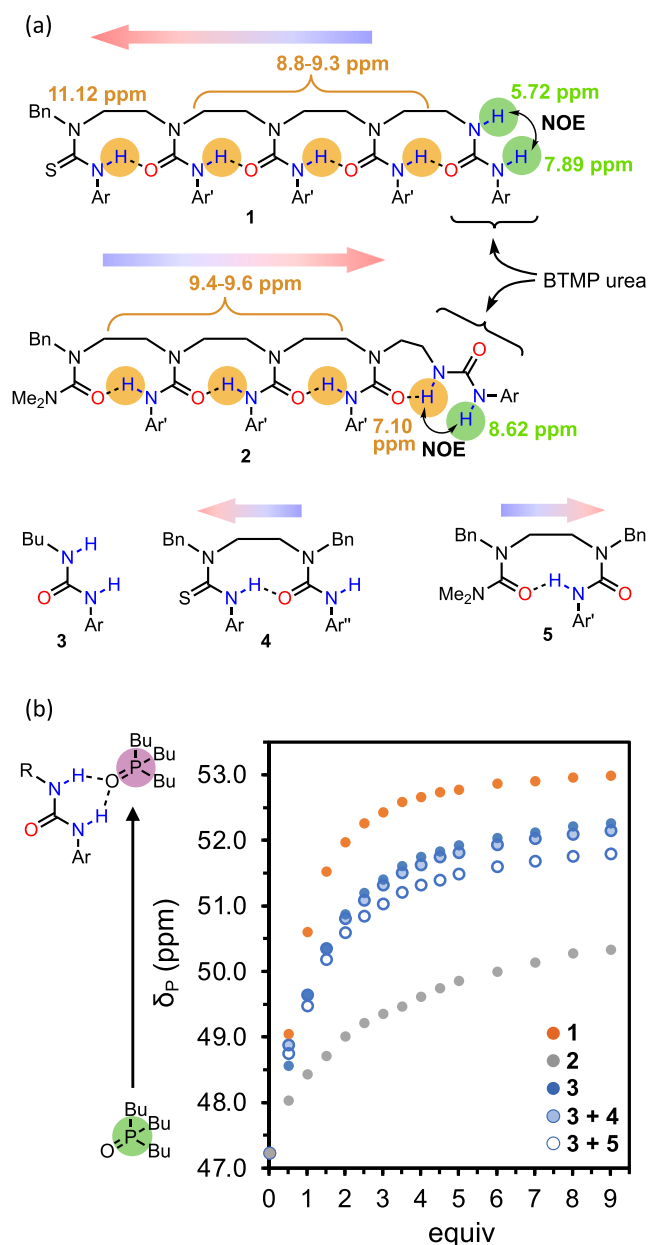 (a)
8.8-9.3 ppm
11.12 ppm
5.72 ppm
Bn N N N N N H NOE
S N H O N H O N H O N H O N H 7.89 ppm
Ar Ar' Ar' Ar' Ar
1
9.4-9.6 ppm
BTMP urea
Bn N N N N N O
Me2N O H N O H N O H N O H N Ar
Ar' Ar' Ar' H
7.10 ppm NOE 8.62 ppm
2
Bu N H
O N H
Ar
3
Bn N N Bn
S N H O N H
Ar Ar''
4
Bn N N Bn
Me2N O H N O
Ar'
5
(b)
R N H O P Bu Bu Bu
O N H
Ar
O P Bu Bu Bu
δP (ppm)
53.0
52.0
51.0
50.0
49.0
48.0
47.0
1
2
3
3 + 4
3 + 5
0 1 2 3 4 5 6 7 8 9
equiv